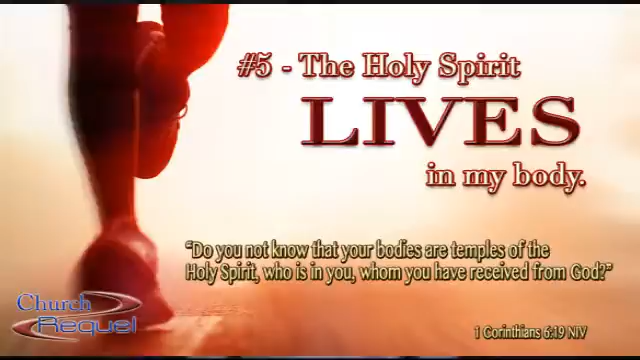 #5 - The Holy Spirit
LIVES
in my body.
“Do you not know that your bodies are temples of the
Holy Spirit, who is in you, whom you have received from God?”
Church
Requel
1 Corinthians 6:19 NIV